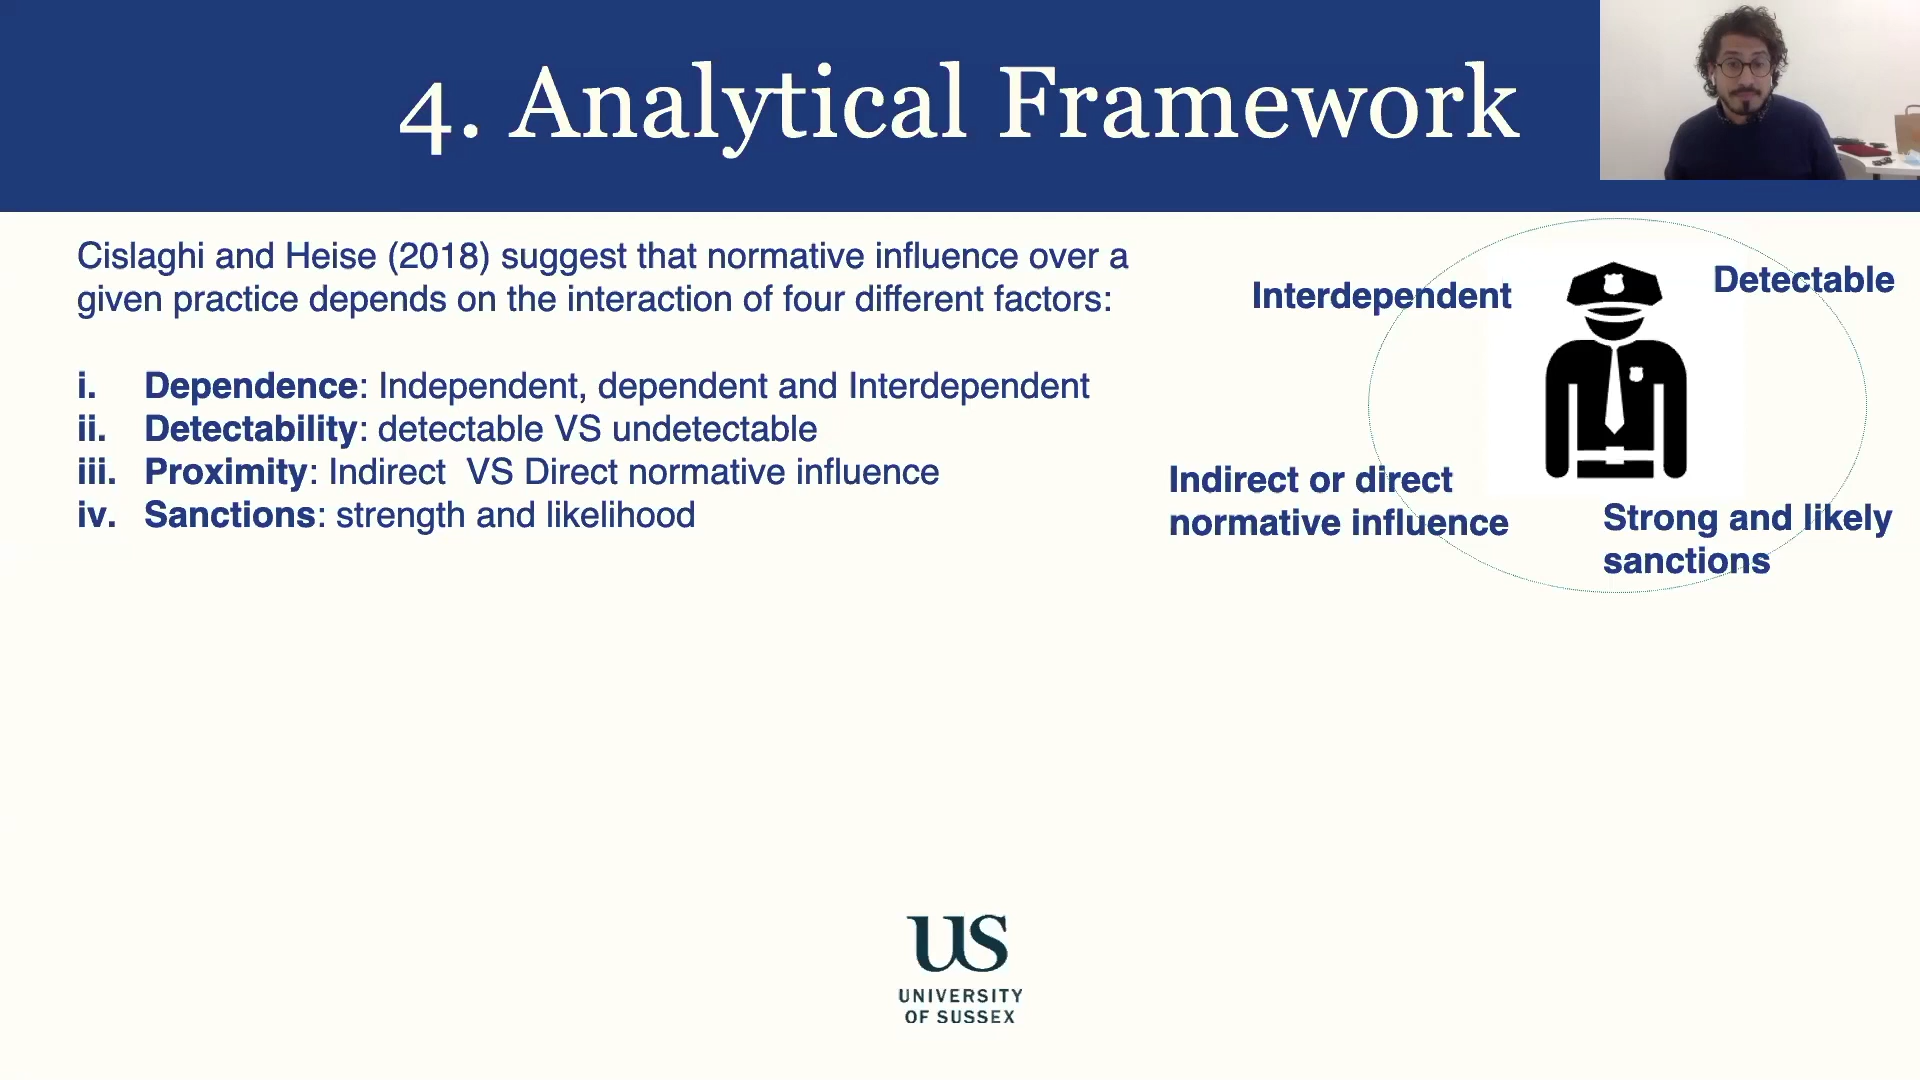 4. Analytical Framework
Cislaghi and Heise (2018) suggest that normative influence over a
given practice depends on the interaction of four different factors:
i. Dependence: Independent, dependent and Interdependent
ii. Detectability: detectable VS undetectable
iii. Proximity: Indirect  VS Direct normative influence
iv. Sanctions: strength and likelihood
Interdependent
Detectable
Indirect or direct
normative influence
Strong and likely
sanctions
US
UNIVERSITY
OF SUSSEX